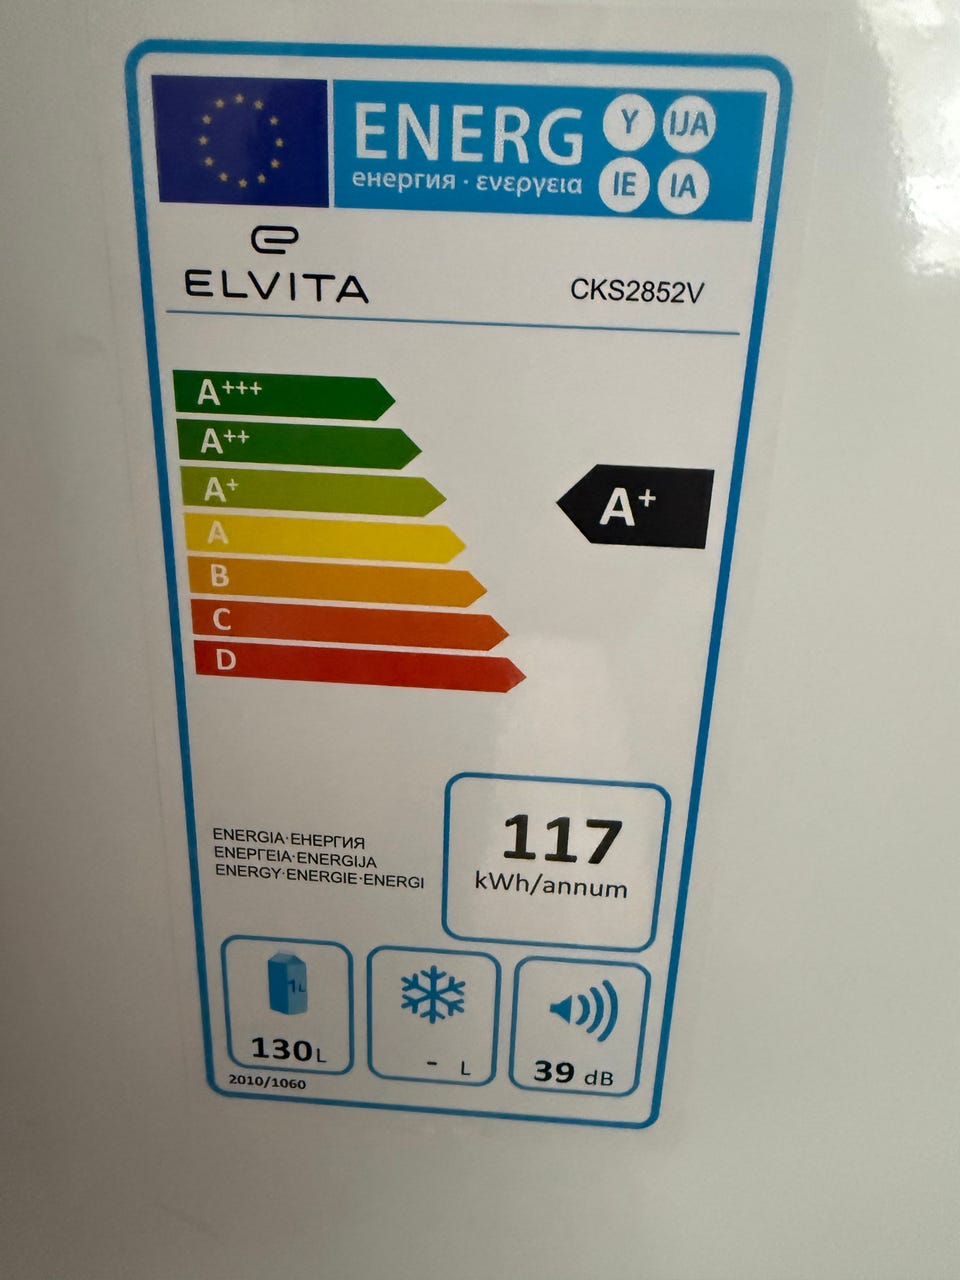 ENERG Y IJA
енергия · ενεργεια IE IA
ELVITA
CKS2852V
A+++
A++
A+
A+
A
B
C
D
ENERGIA·ЕНЕРГИЯ
ΕΝΕΡΓΕΙΑ·ENERGIJA
ENERGY·ENERGIE·ENERGI
117
kWh/annum
1L
130L
- L
39 dB
2010/1060